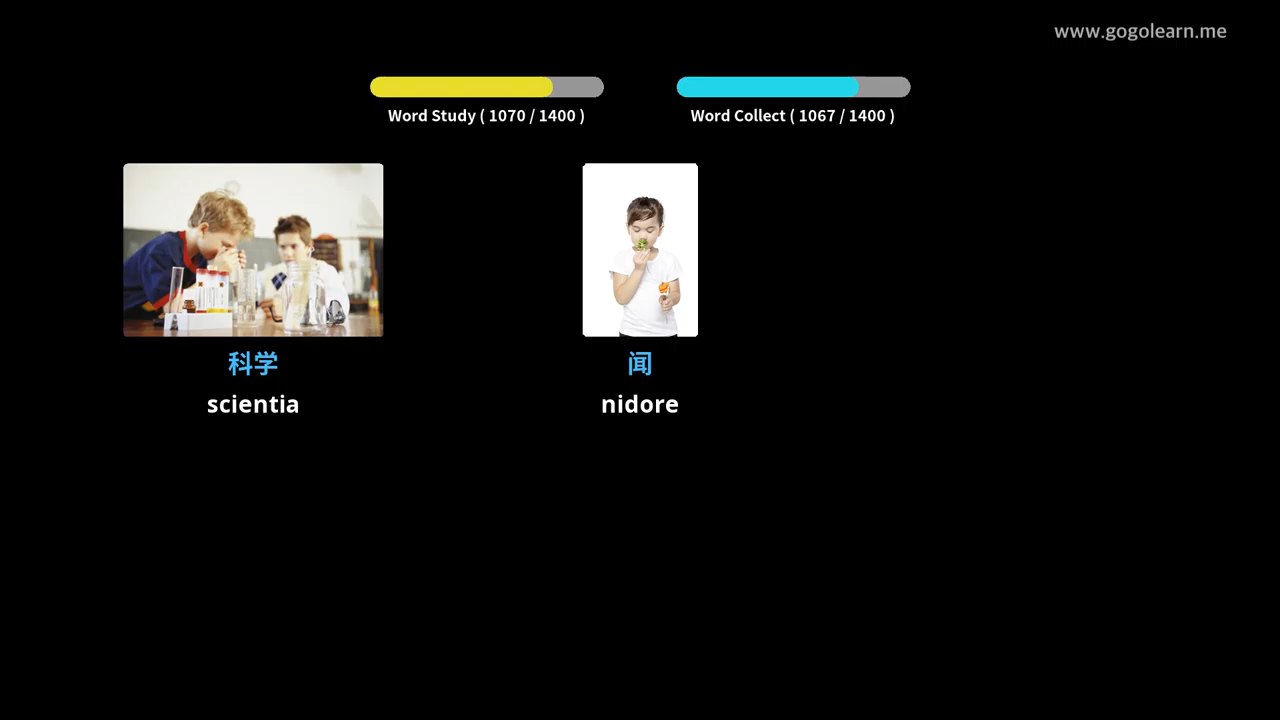 www.gogolearn.me
Word Study ( 1070 / 1400 )
Word Collect ( 1067 / 1400 )
科学
闻
scientia
nidore